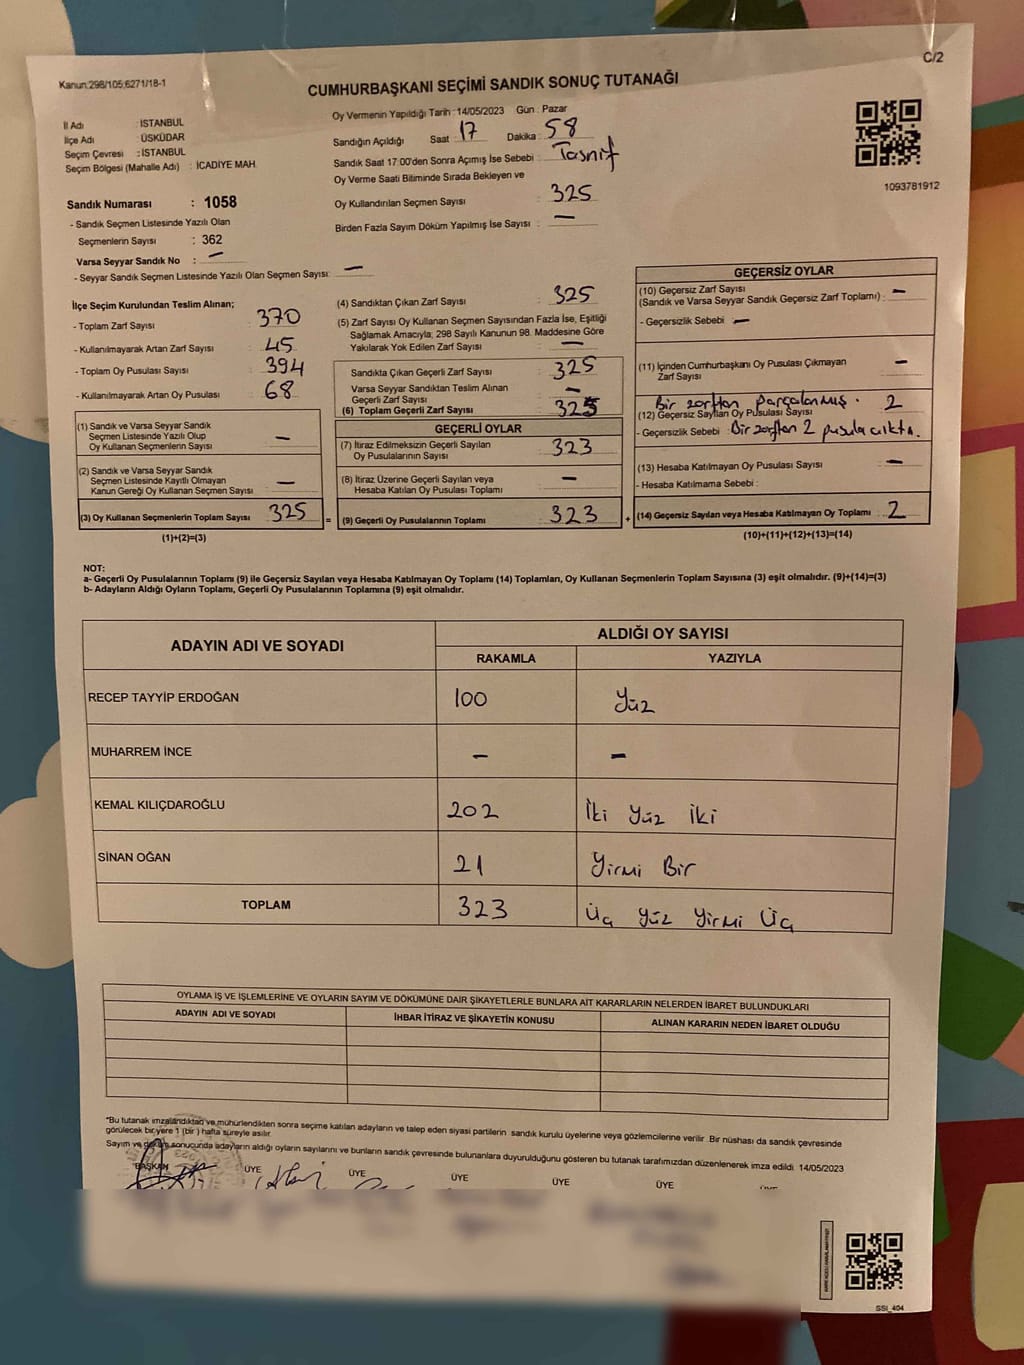 C/2
Kanun:298/105;6271/18-1
CUMHURBAŞKANI SEÇİMİ SANDIK SONUÇ TUTANAĞI
İl Adı : İSTANBUL
İlçe Adı : ÜSKÜDAR
Seçim Çevresi : İSTANBUL
Seçim Bölgesi (Mahalle Adı) : İCADİYE MAH.
Sandık Numarası : 1058
- Sandık Seçmen Listesinde Yazılı Olan
Seçmenlerin Sayısı : 362
Varsa Seyyar Sandık No : —
- Seyyar Sandık Seçmen Listesinde Yazılı Olan Seçmen Sayısı: —
Oy Vermenin Yapıldığı Tarih : 14/05/2023 Gün : Pazar
Sandığın Açıldığı Saat 17 Dakika : 58
Sandık Saat 17:00'den Sonra Açımış İse Sebebi : Tasnif
Oy Verme Saati Bitiminde Sırada Bekleyen ve
Oy Kullandırılan Seçmen Sayısı : 325
Birden Fazla Sayım Döküm Yapılmış İse Sayısı : —
1093781912
İlçe Seçim Kurulundan Teslim Alınan;
- Toplam Zarf Sayısı : 370
- Kullanılmayarak Artan Zarf Sayısı : 45
- Toplam Oy Pusulası Sayısı : 394
- Kullanılmayarak Artan Oy Pusulası : 68
(1) Sandık ve Varsa Seyyar Sandık
Seçmen Listesinde Yazılı Olup
Oy Kullanan Seçmenlerin Sayısı : —
(2) Sandık ve Varsa Seyyar Sandık
Seçmen Listesinde Kayıtlı Olmayan
Kanun Gereği Oy Kullanan Seçmen Sayısı : —
(3) Oy Kullanan Seçmenlerin Toplam Sayısı : 325 =
(1)+(2)=(3)
(4) Sandıktan Çıkan Zarf Sayısı : 325
(5) Zarf Sayısı Oy Kullanan Seçmen Sayısından Fazla İse, Eşitliği
Sağlamak Amacıyla; 298 Sayılı Kanunun 98. Maddesine Göre
Yakılarak Yok Edilen Zarf Sayısı : —
Sandıkta Çıkan Geçerli Zarf Sayısı : 325
Varsa Seyyar Sandıktan Teslim Alınan
Geçerli Zarf Sayısı : —
(6) Toplam Geçerli Zarf Sayısı : 325
GEÇERLİ OYLAR
(7) İtiraz Edilmeksizin Geçerli Sayılan
Oy Pusulalarının Sayısı : 323
(8) İtiraz Üzerine Geçerli Sayılan veya
Hesaba Katılan Oy Pusulası Toplamı : —
(9) Geçerli Oy Pusulalarının Toplamı : 323 +
GEÇERSİZ OYLAR
(10) Geçersiz Zarf Sayısı
(Sandık ve Varsa Seyyar Sandık Geçersiz Zarf Toplamı) : —
- Geçersizlik Sebebi : —
(11) İçinden Cumhurbaşkanı Oy Pusulası Çıkmayan
Zarf Sayısı : —
Bir zarftan parçalanmış. 2
(12) Geçersiz Sayılan Oy Pusulası Sayısı
- Geçersizlik Sebebi : Bir zarftan 2 pusula çıktı.
(13) Hesaba Katılmayan Oy Pusulası Sayısı : —
- Hesaba Katılmama Sebebi :
(14) Geçersiz Sayılan veya Hesaba Katılmayan Oy Toplamı : 2
(10)+(11)+(12)+(13)=(14)
NOT:
a- Geçerli Oy Pusulalarının Toplamı (9) ile Geçersiz Sayılan veya Hesaba Katılmayan Oy Toplamı (14) Toplamları, Oy Kullanan Seçmenlerin Toplam Sayısına (3) eşit olmalıdır. (9)+(14)=(3)
b- Adayların Aldığı Oyların Toplamı, Geçerli Oy Pusulalarının Toplamına (9) eşit olmalıdır.
ADAYIN ADI VE SOYADI ALDIĞI OY SAYISI
RAKAMLA YAZIYLA
RECEP TAYYİP ERDOĞAN 100 Yüz
MUHARREM İNCE — —
KEMAL KILIÇDAROĞLU 202 İki Yüz İki
SİNAN OĞAN 21 Yirmi Bir
TOPLAM 323 Üç Yüz Yirmi Üç
OYLAMA İŞ VE İŞLEMLERİNE VE OYLARIN SAYIM VE DÖKÜMÜNE DAİR ŞİKAYETLERLE BUNLARA AİT KARARLARIN NELERDEN İBARET BULUNDUKLARI
ADAYIN ADI VE SOYADI İHBAR İTİRAZ VE ŞİKAYETİN KONUSU ALINAN KARARIN NEDEN İBARET OLDUĞU
*Bu tutanak imzalandıktan ve mühürlendikten sonra seçime katılan adayların ve talep eden siyasi partilerin sandık kurulu üyelerine veya gözlemcilerine verilir. Bir nüshası da sandık çevresinde
görülecek bir yere 1 (bir ) hafta süreyle asılır.
Sayım ve döküm sonucunda adayların aldığı oyların sayılarını ve bunların sandık çevresinde bulunanlara duyurulduğunu gösteren bu tutanak tarafımızdan düzenlenerek imza edildi. 14/05/2023
BAŞKAN ÜYE ÜYE ÜYE ÜYE ÜYE
SSI_404